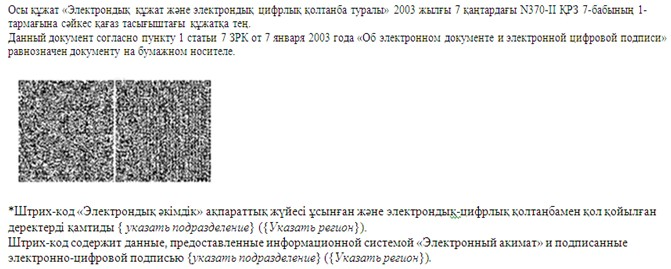 Осы құжат «Электрондық құжат және электрондық цифрлық қолтанба туралы» 2003 жылғы 7 қаңтардағы N370-II ҚРЗ 7-бабының 1-
тармағына сәйкес қағаз тасығыштағы құжатқа тең.
Данный документ согласно пункту 1 статьи 7 ЗРК от 7 января 2003 года «Об электронном документе и электронной цифровой подписи»
равнозначен документу на бумажном носителе.
*Штрих-код «Электрондық әкімдік» ақпараттық жүйесі ұсынған және электрондық-цифрлық қолтанбамен қол қойылған
деректерді қамтиды { указать подразделение} ({Указать регион}).
Штрих-код содержит данные, предоставленные информационной системой «Электронный акимат» и подписанные
электронно-цифровой подписью {указать подразделение} ({Указать регион}).